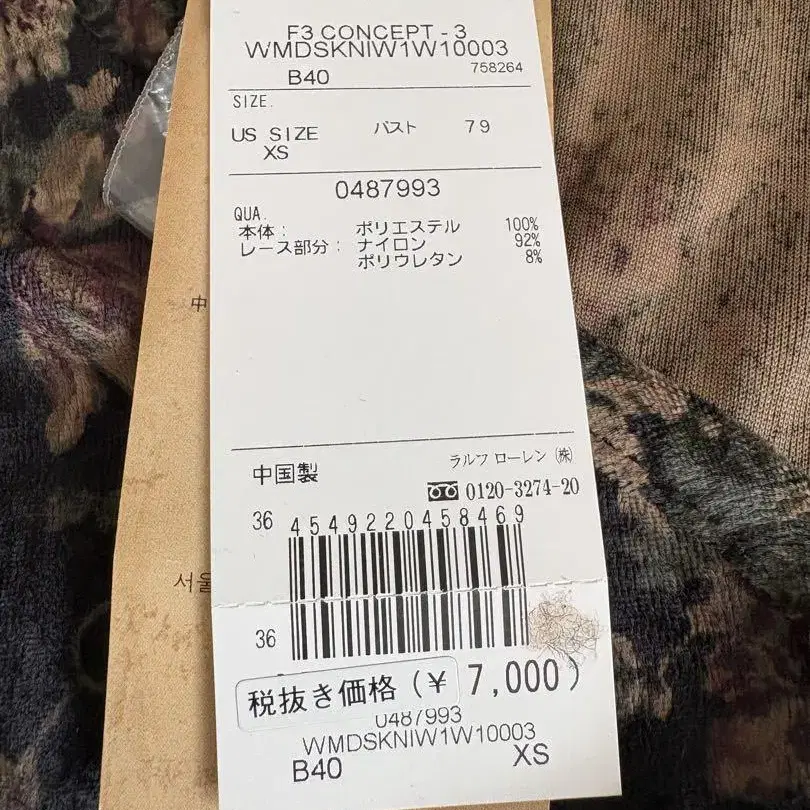 F3 CONCEPT - 3
WMDSKNIW1W10003
B40 758264
SIZE.
US SIZE バスト 79
XS
0487993
QUA.
本体： ポリエステル 100%
レース部分： ナイロン 92%
ポリウレタン 8%
中
中国製 ラルフ ローレン ㈱
0120-3274-20
36 4549220458469
서울
36
税抜き価格（￥ 7,000）
0487993
WMDSKNIW1W10003
B40 XS